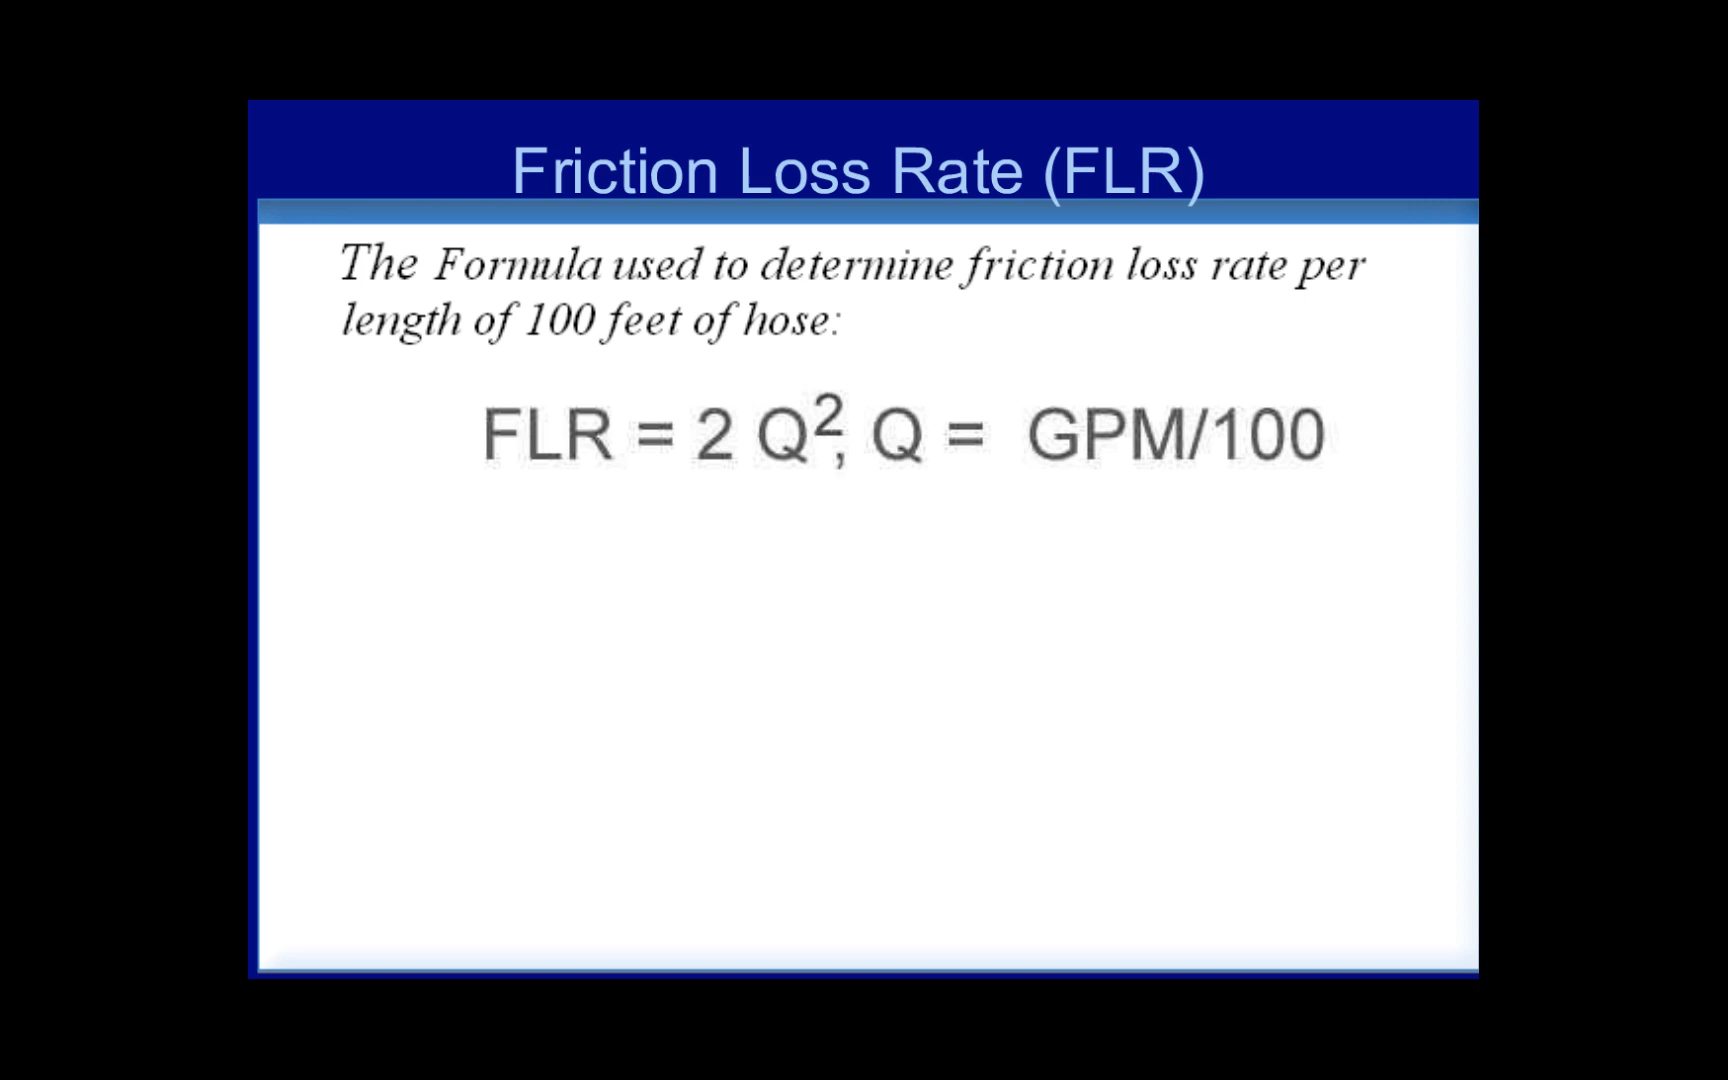 Friction Loss Rate (FLR)
The Formula used to determine friction loss rate per
length of 100 feet of hose:
FLR = 2 Q², Q = GPM/100